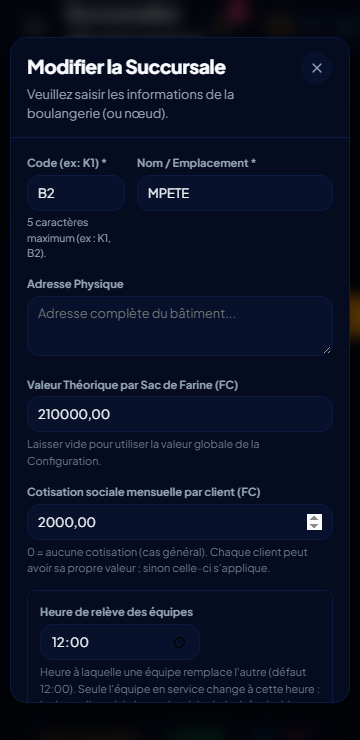 Modifier la Succursale
Veuillez saisir les informations de la
boulangerie (ou nœud).
Code (ex: K1) *
Nom / Emplacement *
B2
MPETE
5 caractères
maximum (ex : K1,
B2).
Adresse Physique
Adresse complète du bâtiment...
Valeur Théorique par Sac de Farine (FC)
210000,00
Laisser vide pour utiliser la valeur globale de la
Configuration.
Cotisation sociale mensuelle par client (FC)
2000,00
0 = aucune cotisation (cas général). Chaque client peut
avoir sa propre valeur ; sinon celle-ci s'applique.
Heure de relève des équipes
12:00
Heure à laquelle une équipe remplace l'autre (défaut
12:00). Seule l'équipe en service change à cette heure :